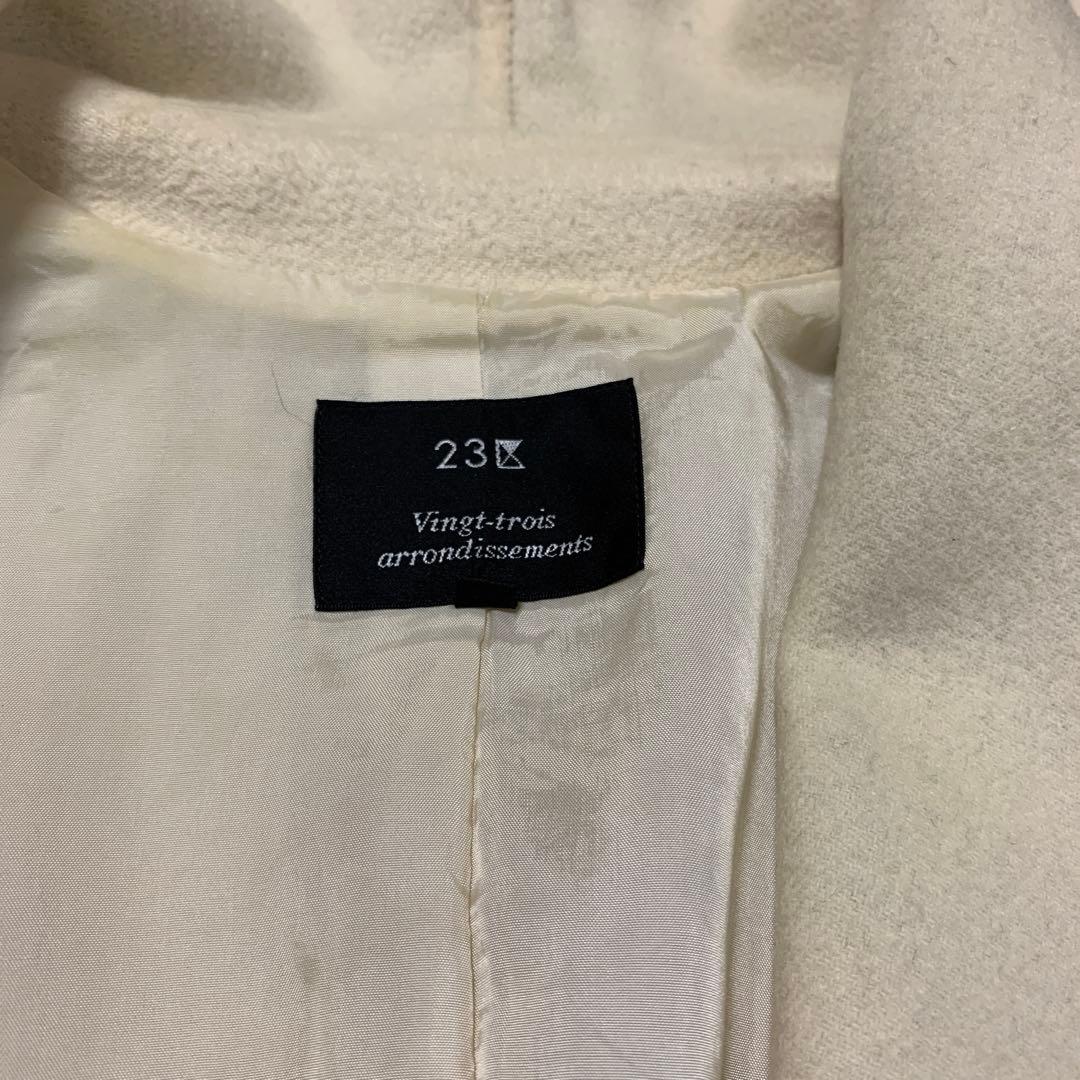 23区
Vingt-trois
arrondissements